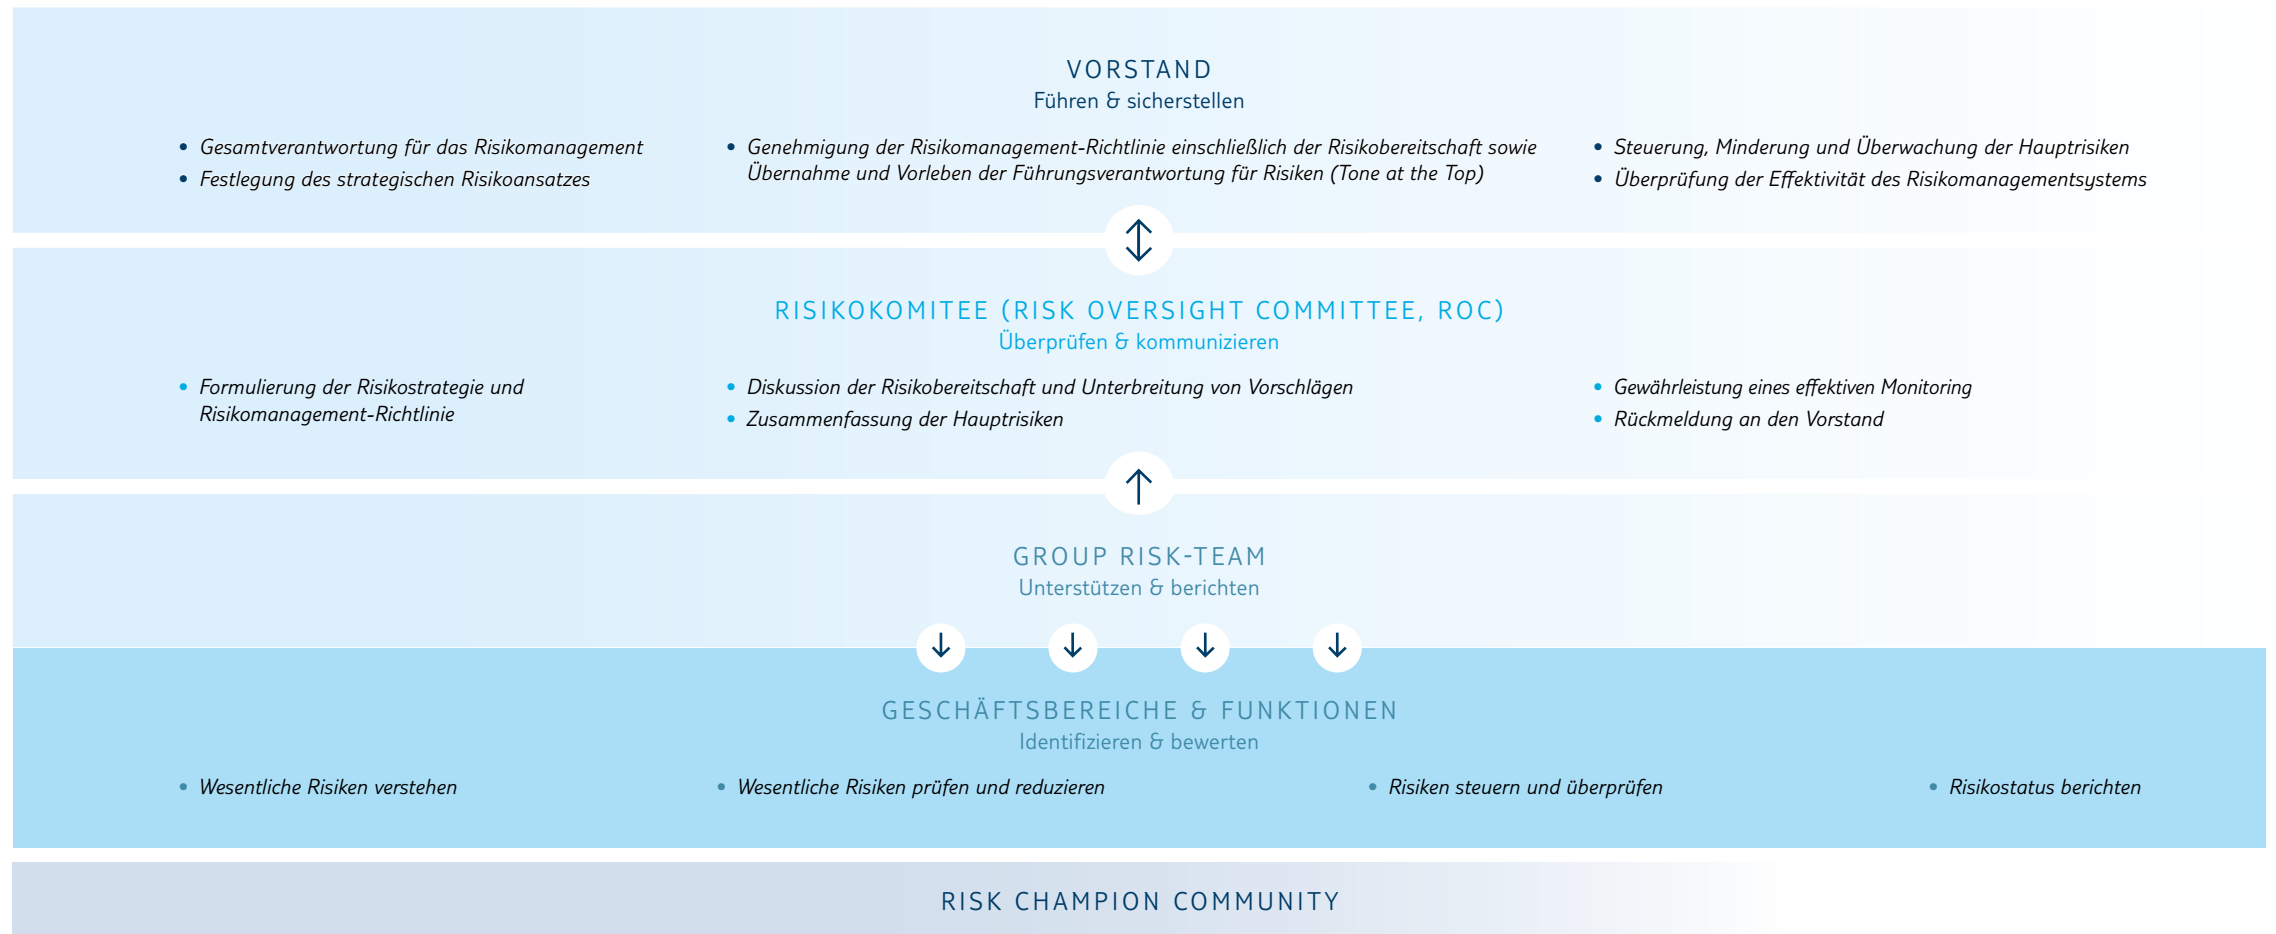 VORSTAND
Führen & sicherstellen
• Gesamtverantwortung für das Risikomanagement
• Festlegung des strategischen Risikoansatzes
• Genehmigung der Risikomanagement-Richtlinie einschließlich der Risikobereitschaft sowie
Übernahme und Vorleben der Führungsverantwortung für Risiken (Tone at the Top)
• Steuerung, Minderung und Überwachung der Hauptrisiken
• Überprüfung der Effektivität des Risikomanagementsystems
RISIKOKOMITEE (RISK OVERSIGHT COMMITTEE, ROC)
Überprüfen & kommunizieren
• Formulierung der Risikostrategie und
Risikomanagement-Richtlinie
• Diskussion der Risikobereitschaft und Unterbreitung von Vorschlägen
• Zusammenfassung der Hauptrisiken
• Gewährleistung eines effektiven Monitoring
• Rückmeldung an den Vorstand
GROUP RISK-TEAM
Unterstützen & berichten
GESCHÄFTSBEREICHE & FUNKTIONEN
Identifizieren & bewerten
• Wesentliche Risiken verstehen
• Wesentliche Risiken prüfen und reduzieren
• Risiken steuern und überprüfen
• Risikostatus berichten
RISK CHAMPION COMMUNITY